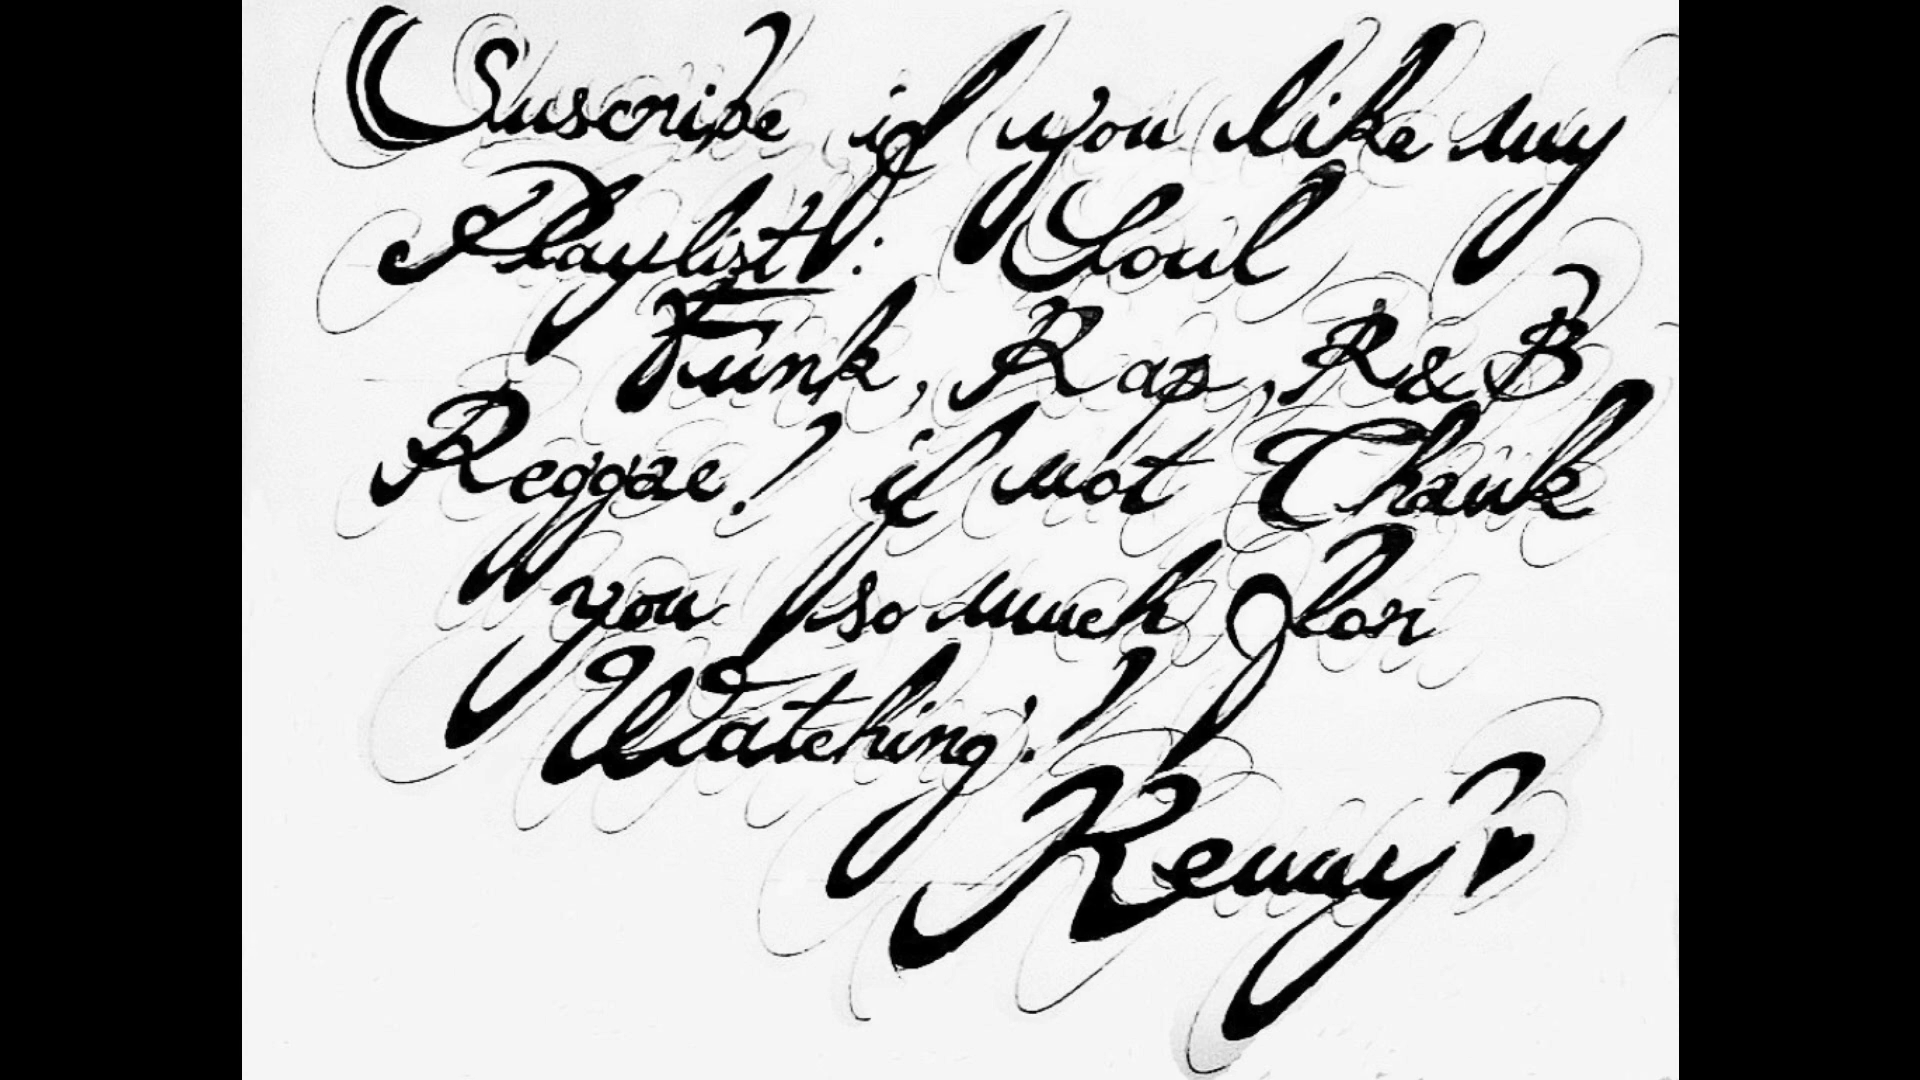 Suscribe if you like my
Playlist! : Soul
Funk, Rap, R&B
Reggae! if not Thank
you so much for
Watching!
Kenny